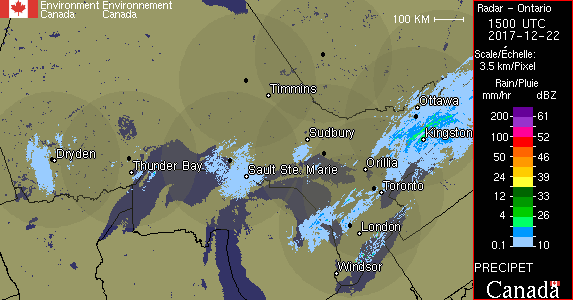 Environment Environnement
Canada Canada
100 KM
Timmins
Ottawa
Sudbury
Kingston
Dryden
Thunder Bay
Sault Ste. Marie
Orillia
Toronto
London
Windsor
Radar - Ontario
1500 UTC
2017-12-22
Scale/Échelle:
3.5 km/Pixel
Rain/Pluie
mm/hr dBZ
200 61
100 52
50 46
24 39
12 33
4 26
1 18
0.1 10
PRECIPET
Canada